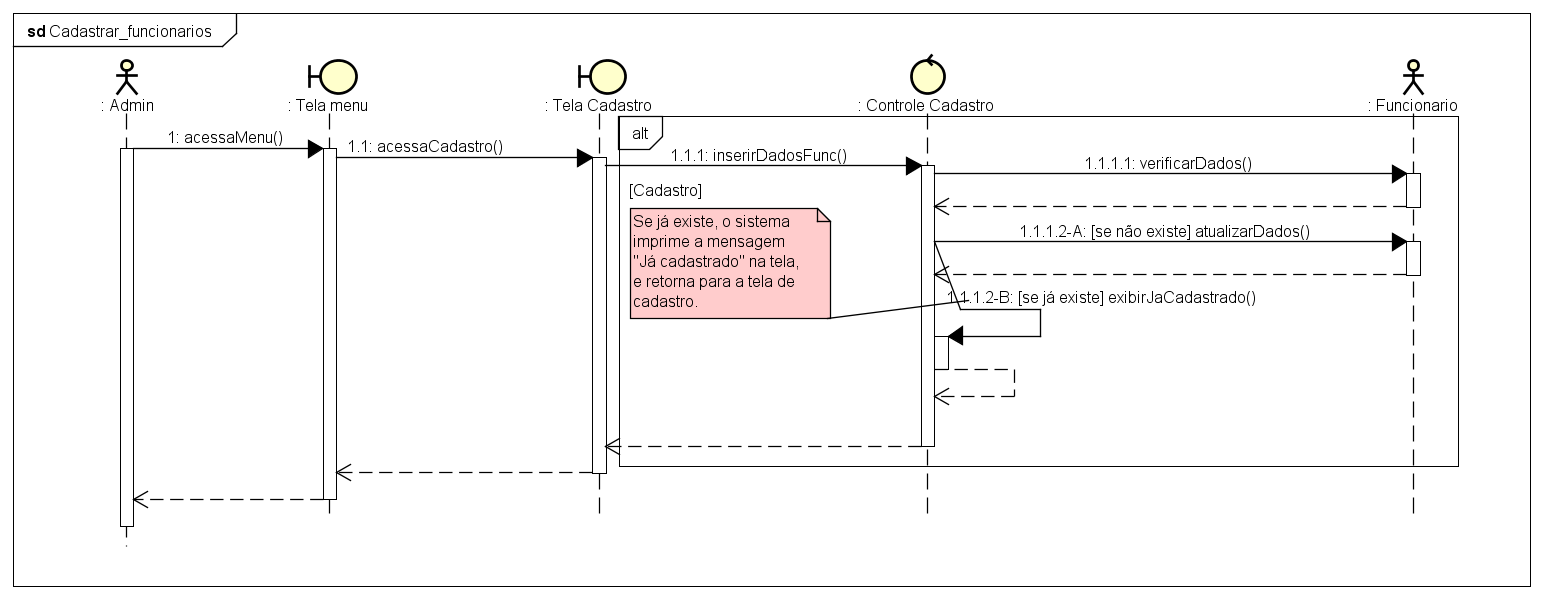 sd Cadastrar_funcionarios
: Admin
: Tela menu
: Tela Cadastro
: Controle Cadastro
: Funcionario
alt
1: acessaMenu()
1.1: acessaCadastro()
1.1.1: inserirDadosFunc()
1.1.1.1: verificarDados()
[Cadastro]
Se já existe, o sistema
imprime a mensagem
"Já cadastrado" na tela,
e retorna para a tela de
cadastro.
1.1.1.2-A: [se não existe] atualizarDados()
1.1.1.2-B: [se já existe] exibirJaCadastrado()